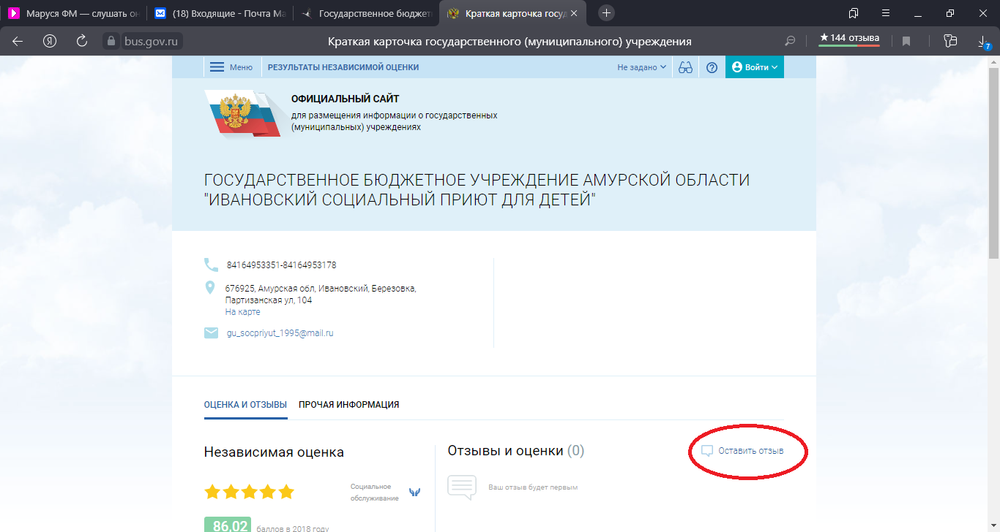 Маруся ФМ — слушать он
(18) Входящие - Почта Ма
Государственное бюджет
Краткая карточка госуд
bus.gov.ru
Краткая карточка государственного (муниципального) учреждения
★ 144 отзыва
7
Меню
РЕЗУЛЬТАТЫ НЕЗАВИСИМОЙ ОЦЕНКИ
Не задано
Войти
ОФИЦИАЛЬНЫЙ САЙТ
для размещения информации о государственных
(муниципальных) учреждениях
ГОСУДАРСТВЕННОЕ БЮДЖЕТНОЕ УЧРЕЖДЕНИЕ АМУРСКОЙ ОБЛАСТИ
"ИВАНОВСКИЙ СОЦИАЛЬНЫЙ ПРИЮТ ДЛЯ ДЕТЕЙ"
84164953351-84164953178
676925, Амурская обл, Ивановский, Березовка,
Партизанская ул, 104
На карте
gu_socpriyut_1995@mail.ru
ОЦЕНКА И ОТЗЫВЫ
ПРОЧАЯ ИНФОРМАЦИЯ
Независимая оценка
Отзывы и оценки (0)
Оставить отзыв
Социальное
обслуживание
Ваш отзыв будет первым
86,02
баллов в 2018 году